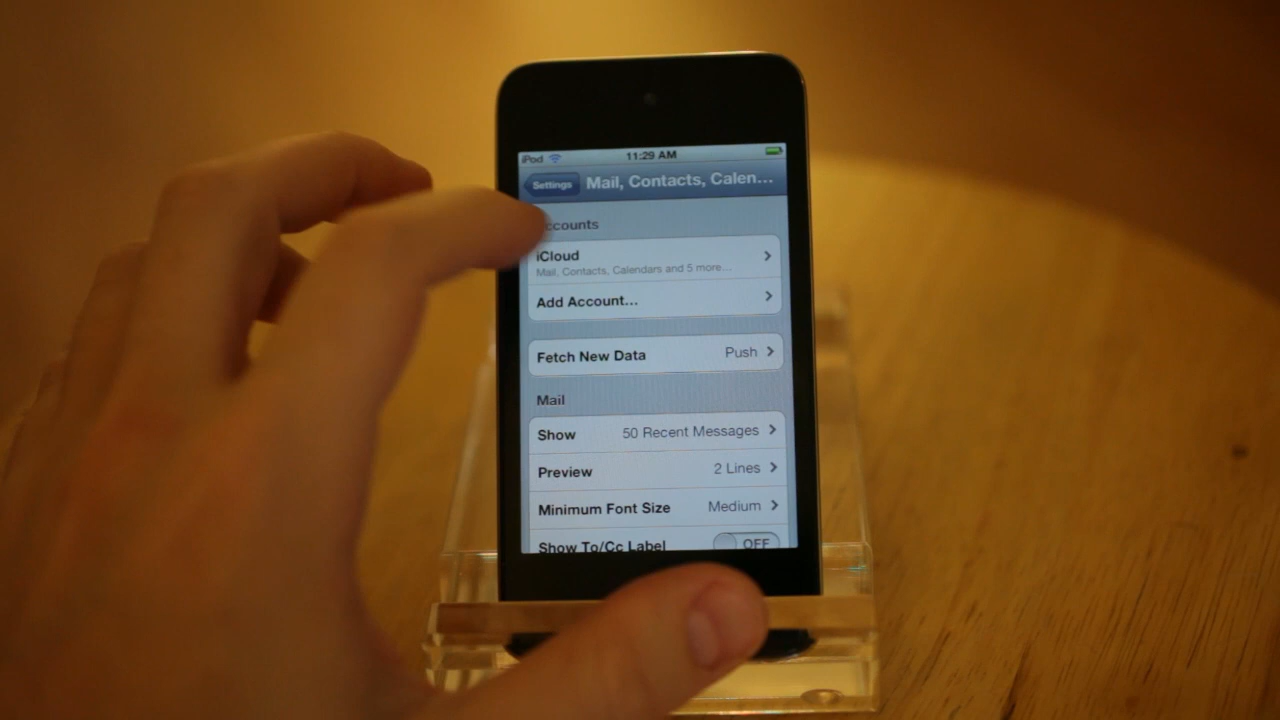 iPod 11:29 AM
Settings Mail, Contacts, Calen...
ccounts
iCloud
Mail, Contacts, Calendars and 5 more...
Add Account...
Fetch New Data Push
Mail
Show 50 Recent Messages
Preview 2 Lines
Minimum Font Size Medium
Show To/Cc Label OFF